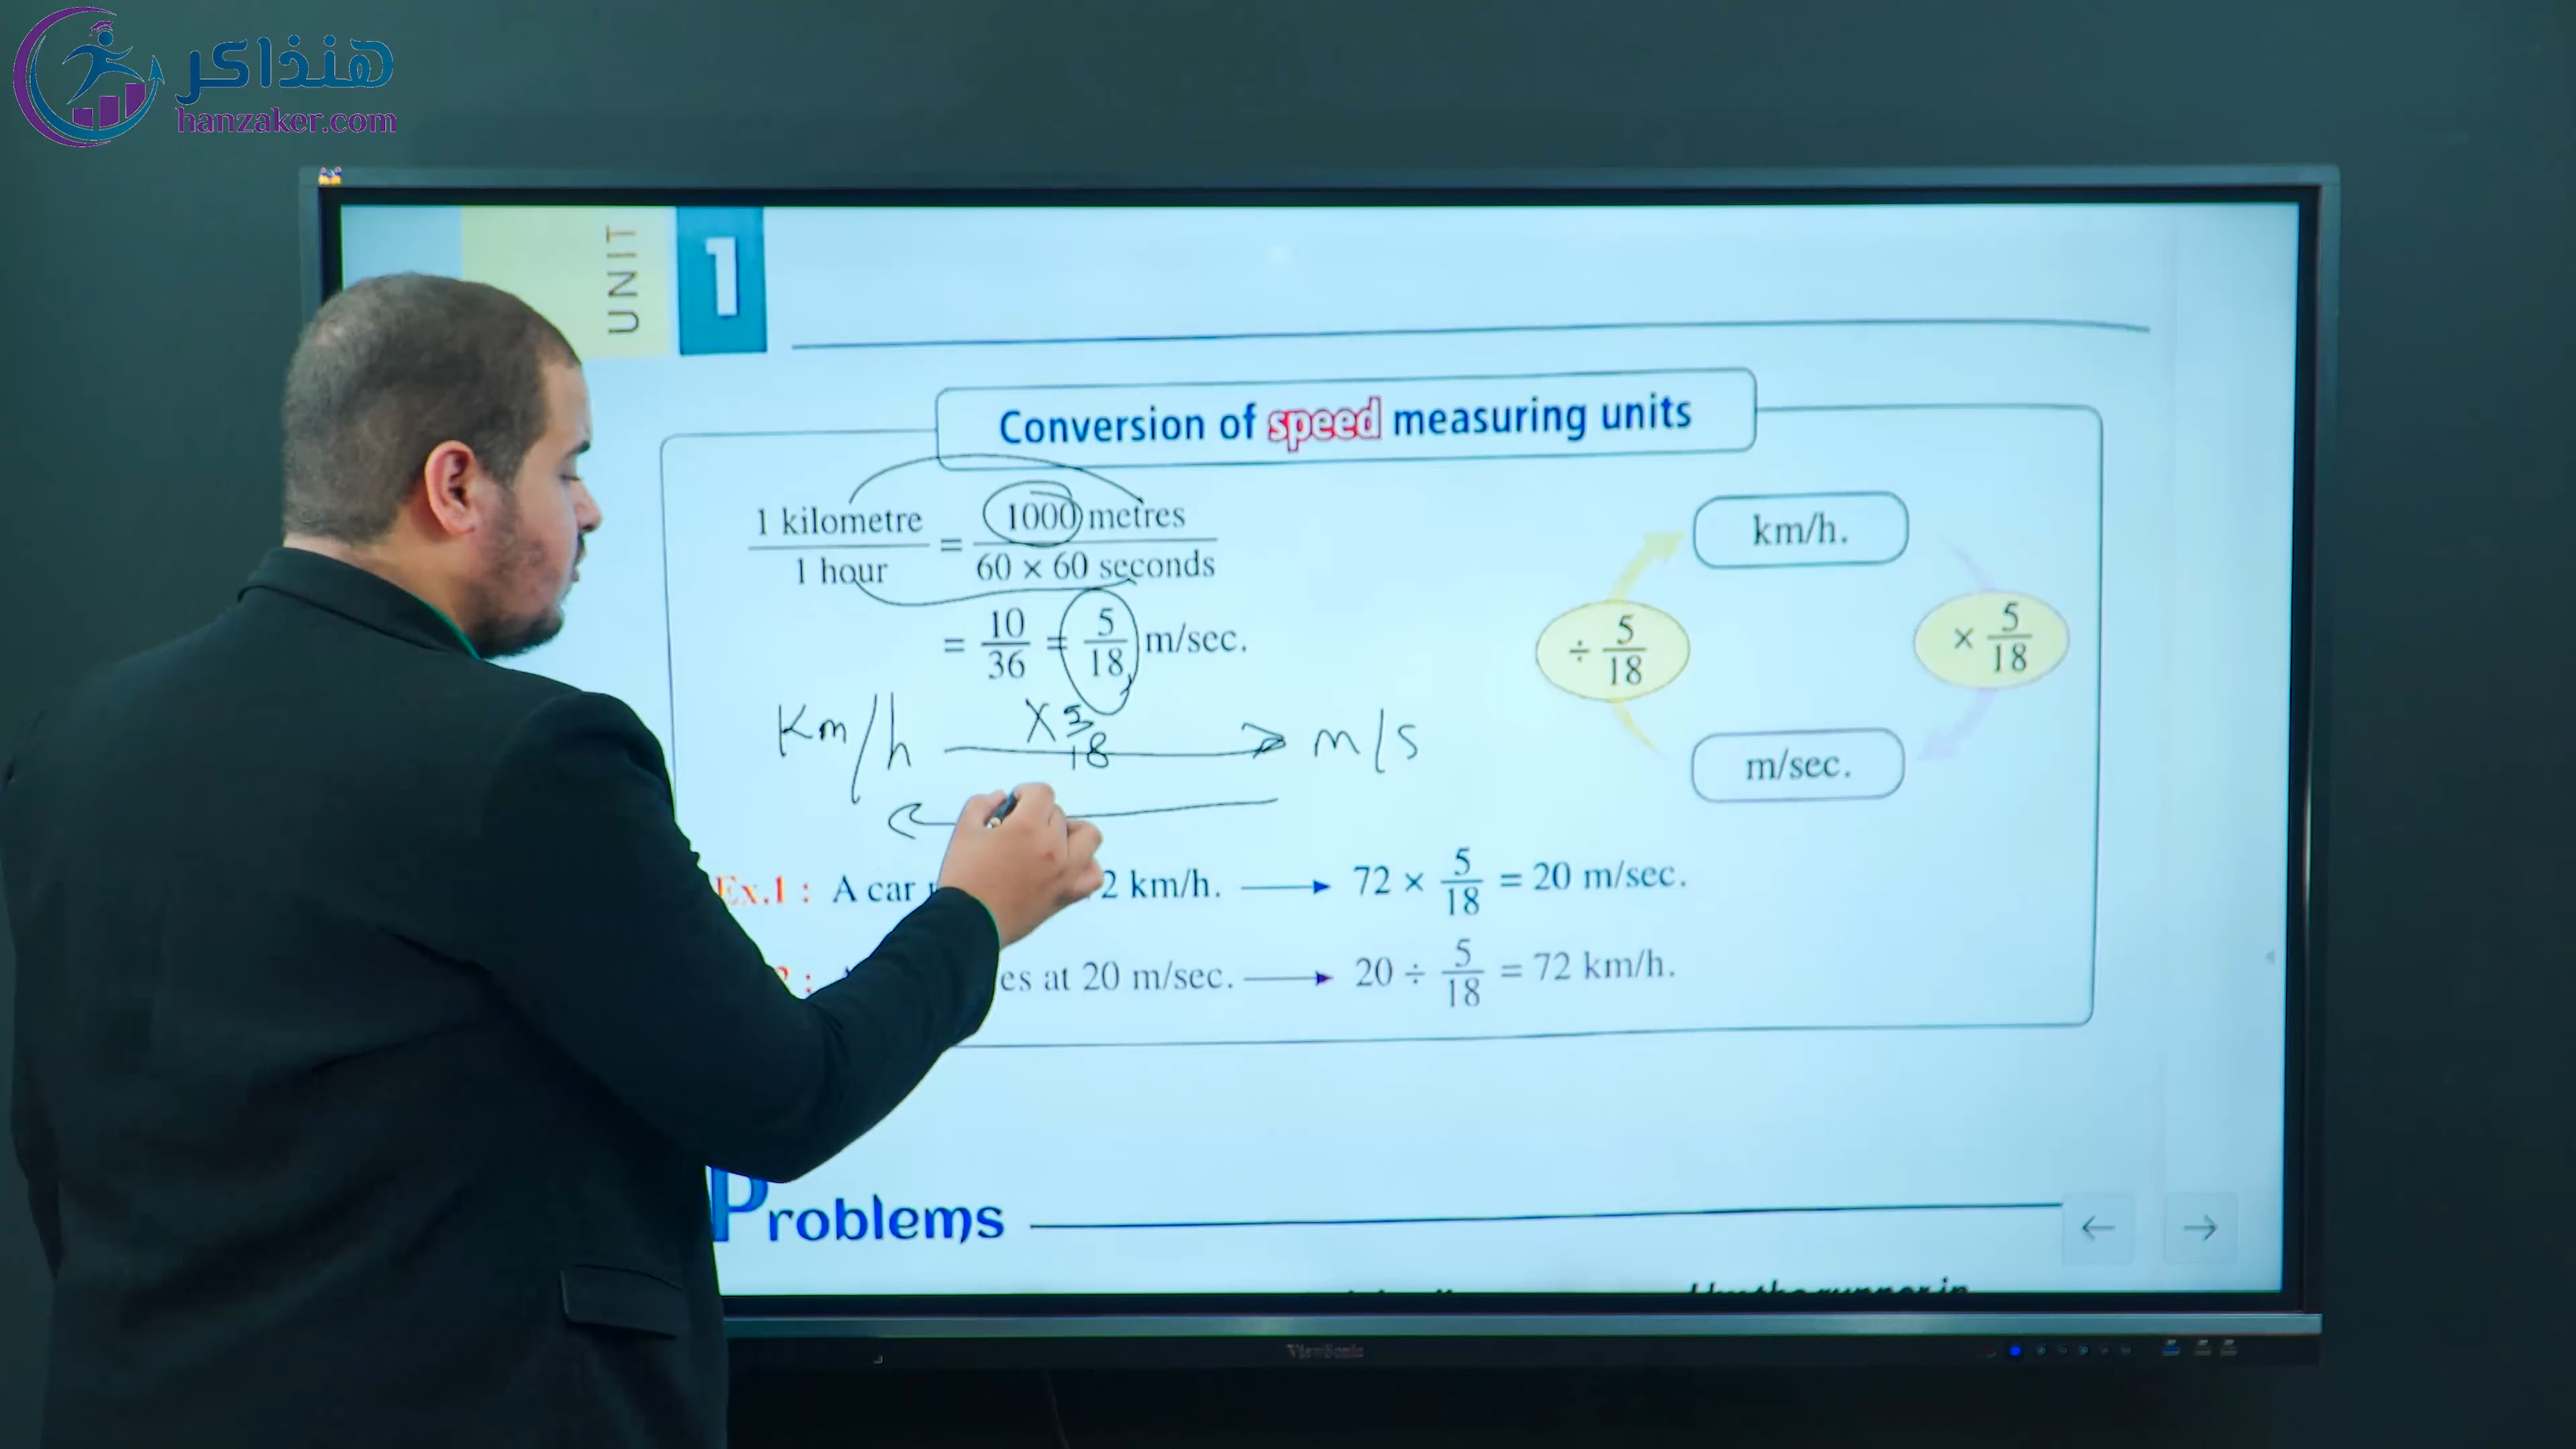 هنذاكر
hanzaker.com
UNIT
1
Conversion of speed measuring units
1 kilometre / 1 hour = 1000 metres / 60 × 60 seconds
= 10/36 = 5/18 m/sec.
km/h.
÷ 5/18
× 5/18
m/sec.
Km/h × 5/18 m/s
Ex.1 : A car 2 km/h. → 72 × 5/18 = 20 m/sec.
: es at 20 m/sec. → 20 ÷ 5/18 = 72 km/h.
Problems
ViewSonic